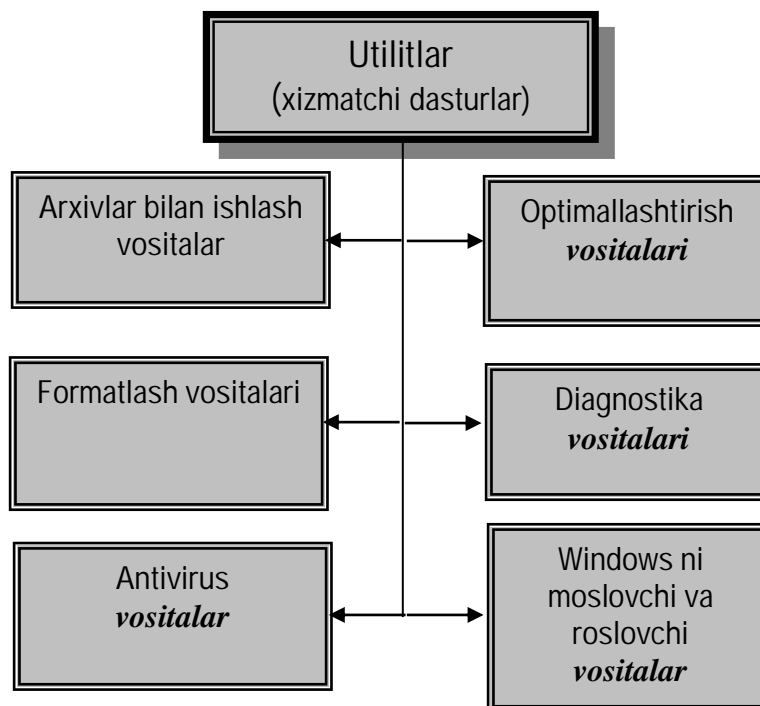 Utilitlar
(xizmatchi dasturlar)
Arxivlar bilan ishlash
vositalar
Optimallashtirish
vositalari
Formatlash vositalari
Diagnostika
vositalari
Antivirus
vositalar
Windows ni
moslovchi va
roslovchi
vositalar